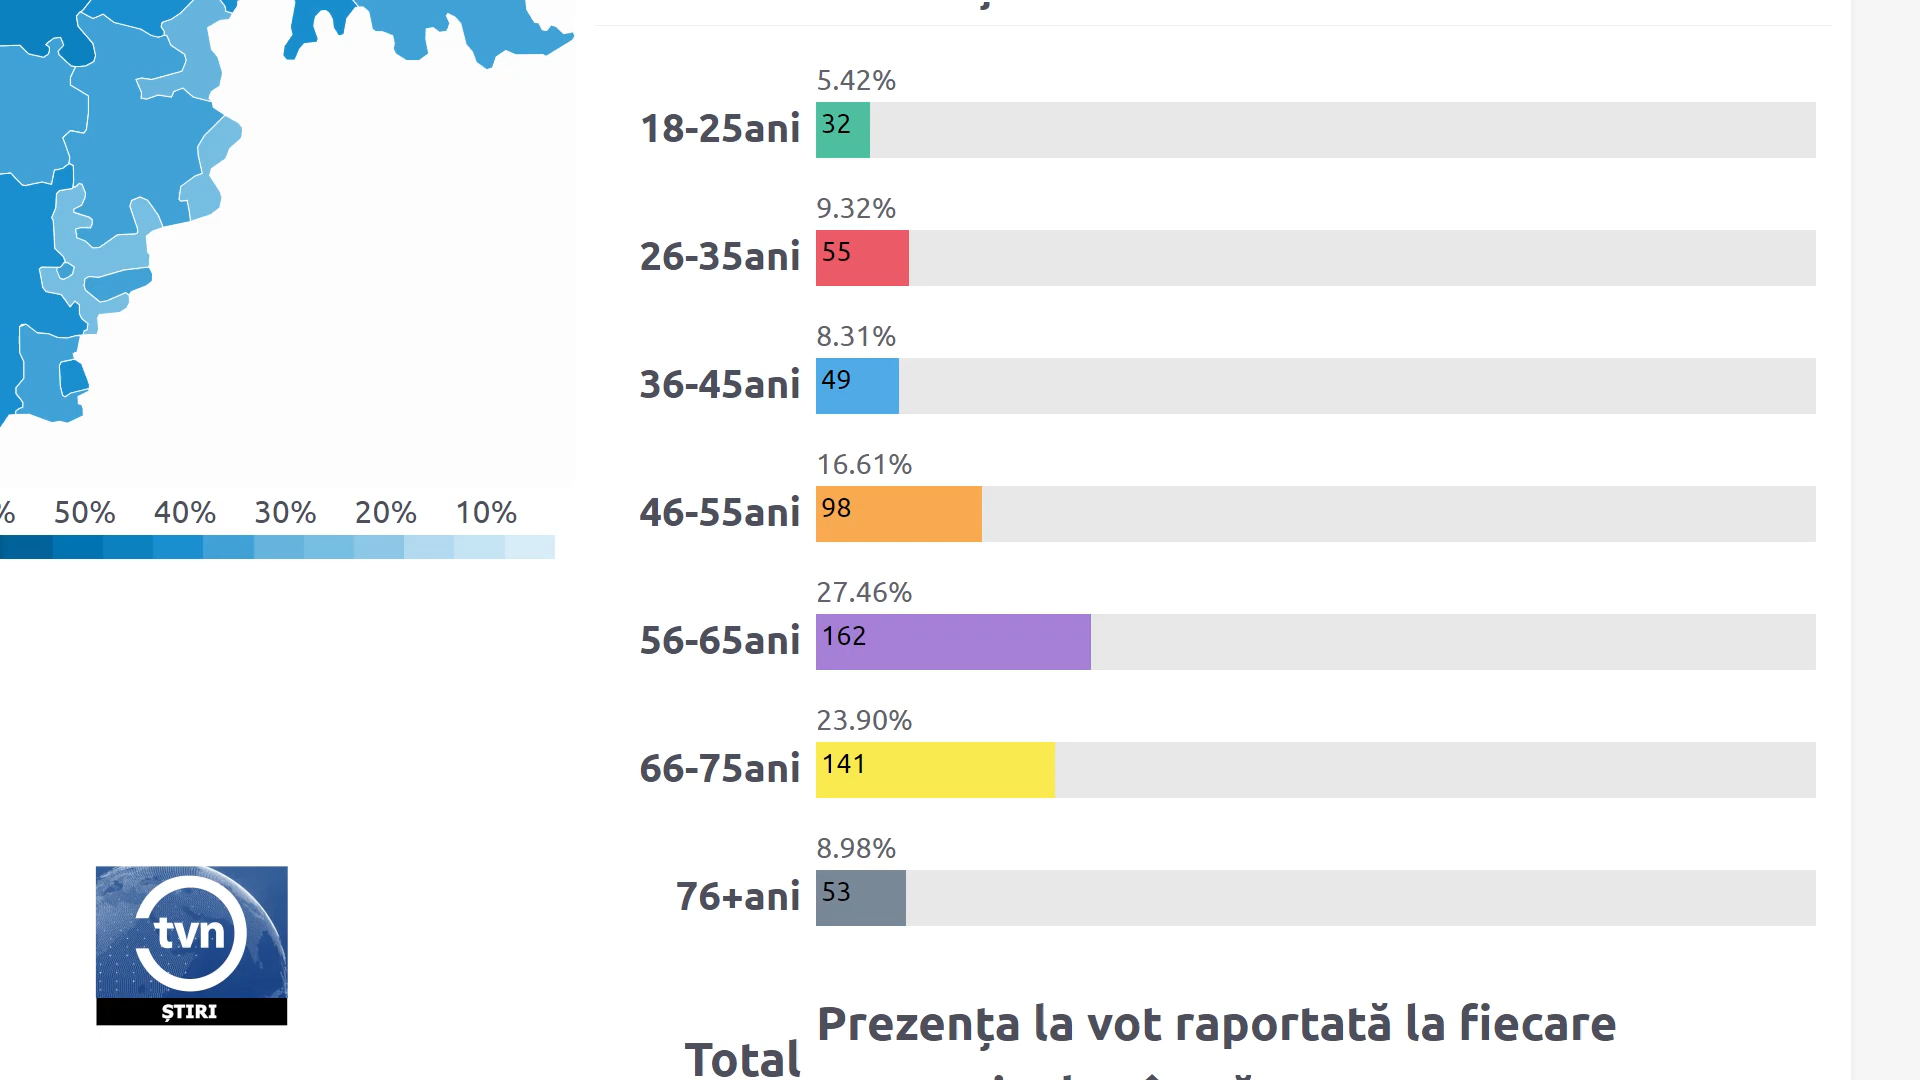 5.42%
18-25ani 32
9.32%
26-35ani 55
8.31%
36-45ani 49
16.61%
46-55ani 98
27.46%
56-65ani 162
23.90%
66-75ani 141
8.98%
76+ani 53
50% 40% 30% 20% 10%
tvn
ȘTIRI
Prezența la vot raportată la fiecare
Total